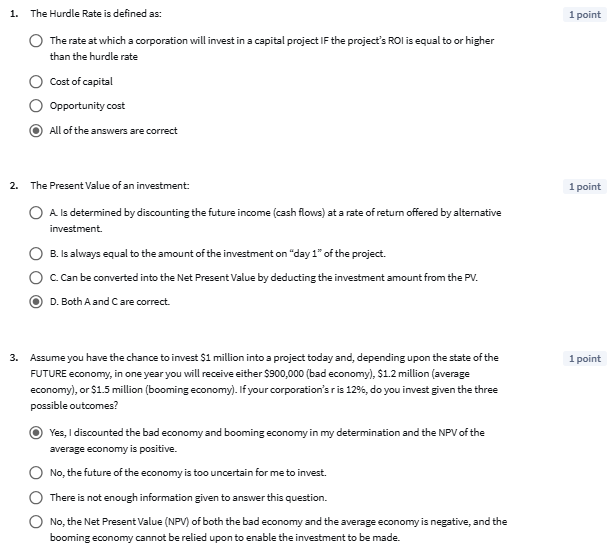 1. The Hurdle Rate is defined as:
1 point
The rate at which a corporation will invest in a capital project IF the project's ROI is equal to or higher
than the hurdle rate
Cost of capital
Opportunity cost
All of the answers are correct
2. The Present Value of an investment:
1 point
A. Is determined by discounting the future income (cash flows) at a rate of return offered by alternative
investment.
B. Is always equal to the amount of the investment on "day 1" of the project.
C. Can be converted into the Net Present Value by deducting the investment amount from the PV.
D. Both A and C are correct.
3. Assume you have the chance to invest $1 million into a project today and, depending upon the state of the
1 point
FUTURE economy, in one year you will receive either $900,000 (bad economy), $1.2 million (average
economy), or $1.5 million (booming economy). If your corporation's r is 12%, do you invest given the three
possible outcomes?
Yes, I discounted the bad economy and booming economy in my determination and the NPV of the
average economy is positive.
No, the future of the economy is too uncertain for me to invest.
There is not enough information given to answer this question.
No, the Net Present Value (NPV) of both the bad economy and the average economy is negative, and the
booming economy cannot be relied upon to enable the investment to be made.